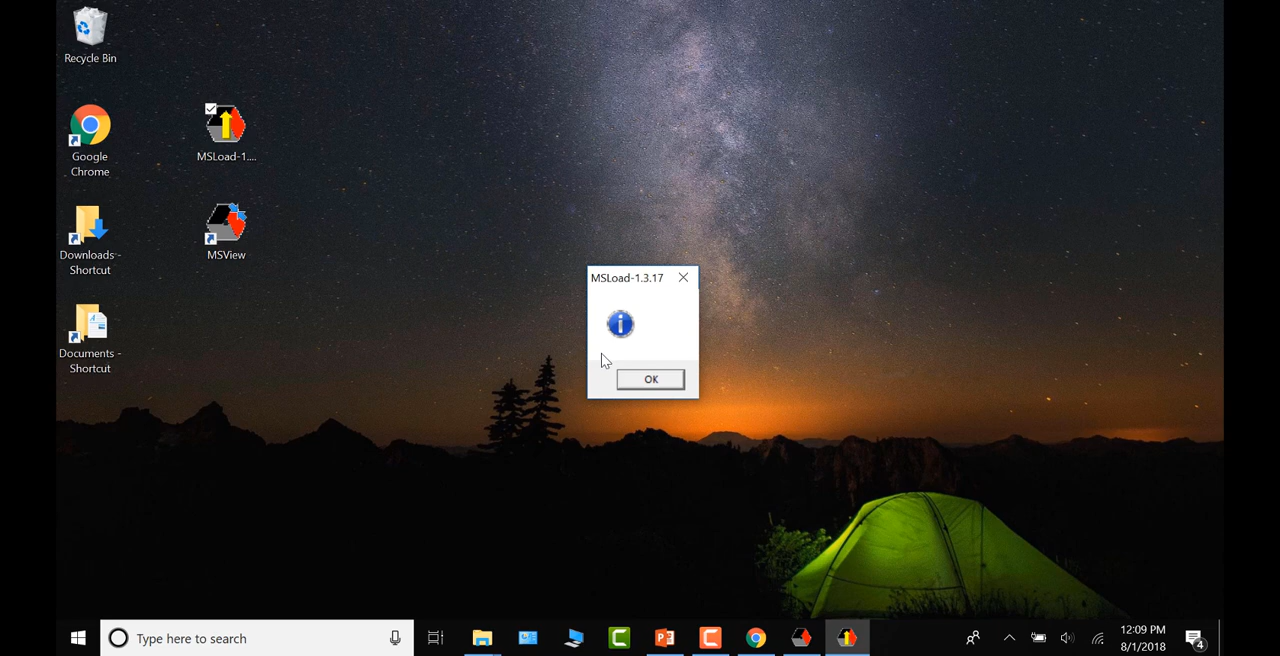 Recycle Bin
Google
Chrome
MSLoad-1....
Downloads -
Shortcut
MSView
Documents -
Shortcut
MSLoad-1.3.17
OK
Type here to search
12:09 PM
8/1/2018
4